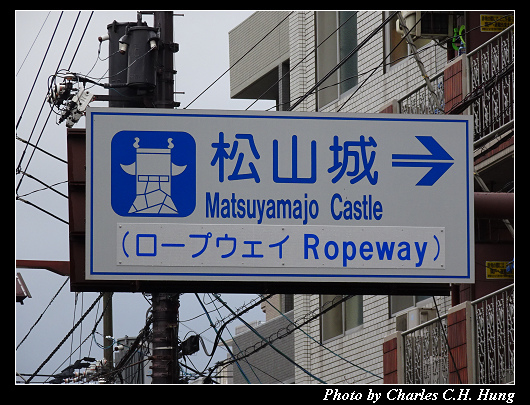 松山城
Matsuyamajo Castle
(ロープウェイ Ropeway)
Photo by Charles C.H. Hung